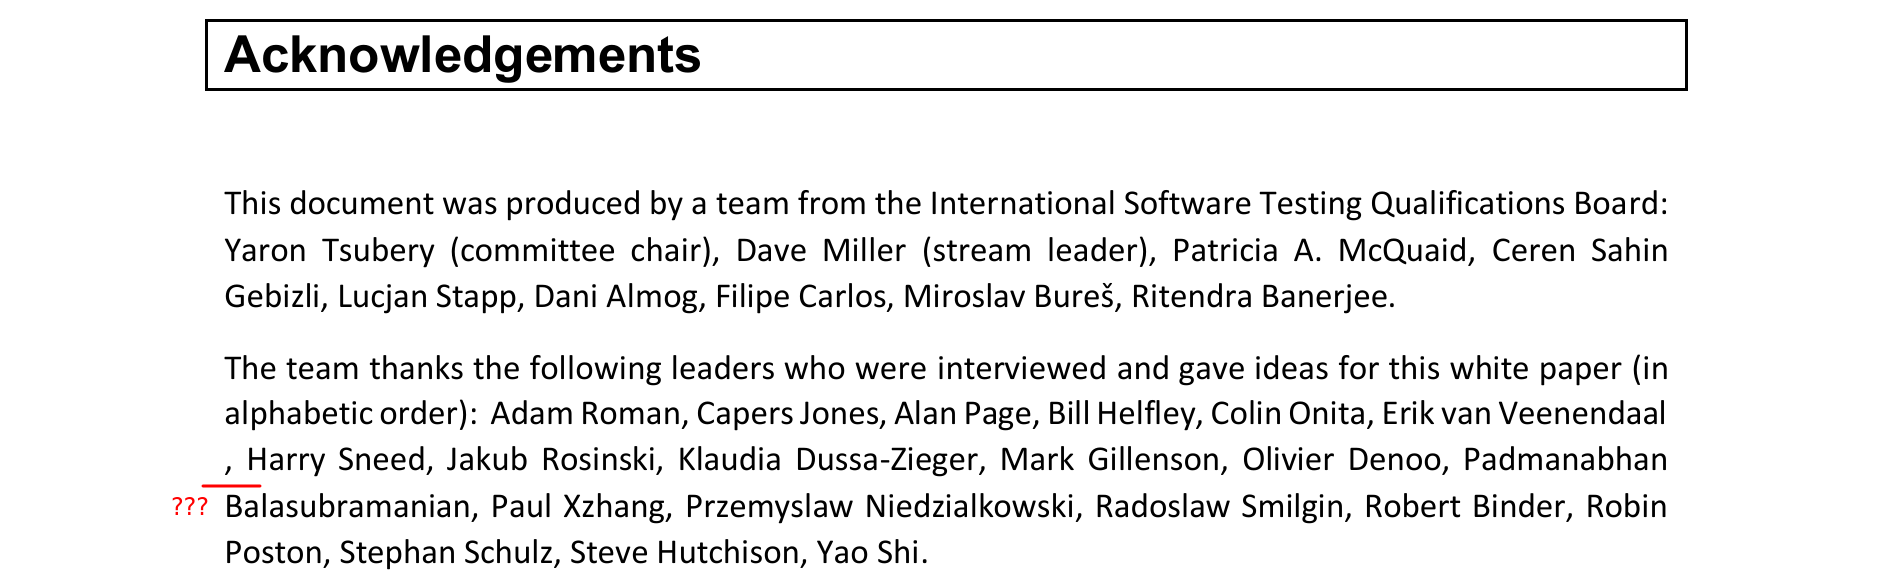 Acknowledgements
This document was produced by a team from the International Software Testing Qualifications Board:
Yaron Tsubery (committee chair), Dave Miller (stream leader), Patricia A. McQuaid, Ceren Sahin
Gebizli, Lucjan Stapp, Dani Almog, Filipe Carlos, Miroslav Bureš, Ritendra Banerjee.
The team thanks the following leaders who were interviewed and gave ideas for this white paper (in
alphabetic order):  Adam Roman, Capers Jones, Alan Page, Bill Helfley, Colin Onita, Erik van Veenendaal
, Harry Sneed, Jakub Rosinski, Klaudia Dussa-Zieger, Mark Gillenson, Olivier Denoo, Padmanabhan
??? Balasubramanian, Paul Xzhang, Przemyslaw Niedzialkowski, Radoslaw Smilgin, Robert Binder, Robin
Poston, Stephan Schulz, Steve Hutchison, Yao Shi.